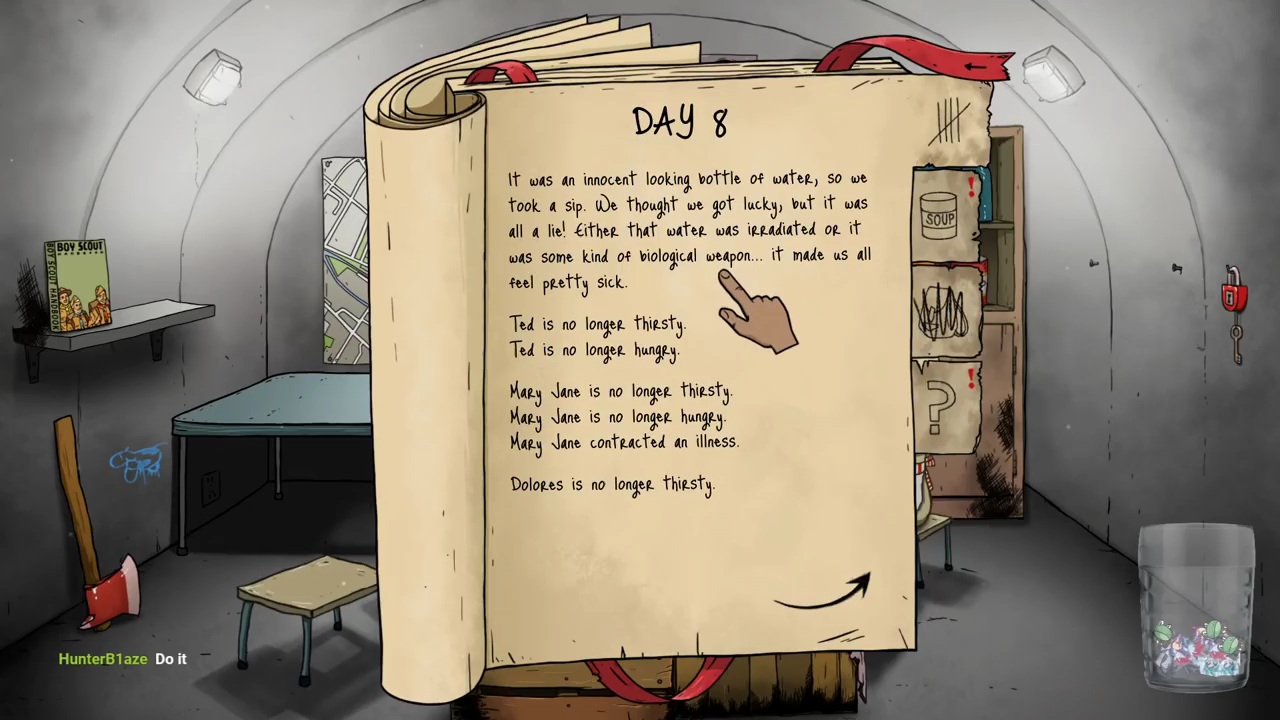 DAY 8
It was an innocent looking bottle of water, so we
took a sip. We thought we got lucky, but it was
all a lie! Either that water was irradiated or it
was some kind of biological weapon... it made us all
feel pretty sick.
Ted is no longer thirsty.
Ted is no longer hungry.
Mary Jane is no longer thirsty.
Mary Jane is no longer hungry.
Mary Jane contracted an illness.
Dolores is no longer thirsty.
SOUP
!
?
!
BOY SCOUT
BOY SCOUT HANDBOOK
HunterB1aze Do it